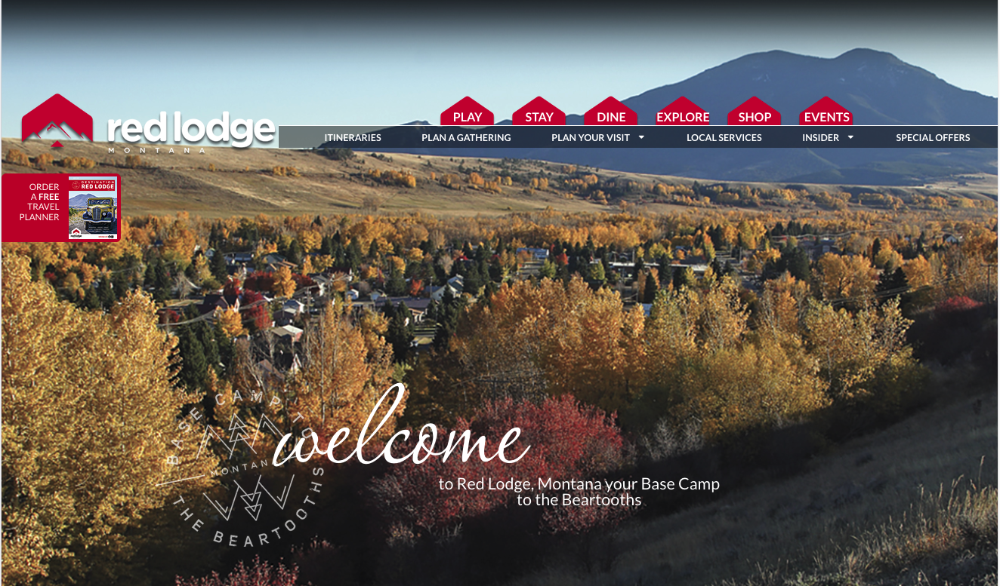 PLAY STAY DINE EXPLORE SHOP EVENTS
red lodge
MONTANA
ITINERARIES PLAN A GATHERING PLAN YOUR VISIT LOCAL SERVICES INSIDER SPECIAL OFFERS
ORDER
A FREE
TRAVEL
PLANNER
DESTINATION
RED LODGE
BASE CAMP TO
MONTANA
THE BEARTOOTHS
welcome
to Red Lodge, Montana your Base Camp
to the Beartooths